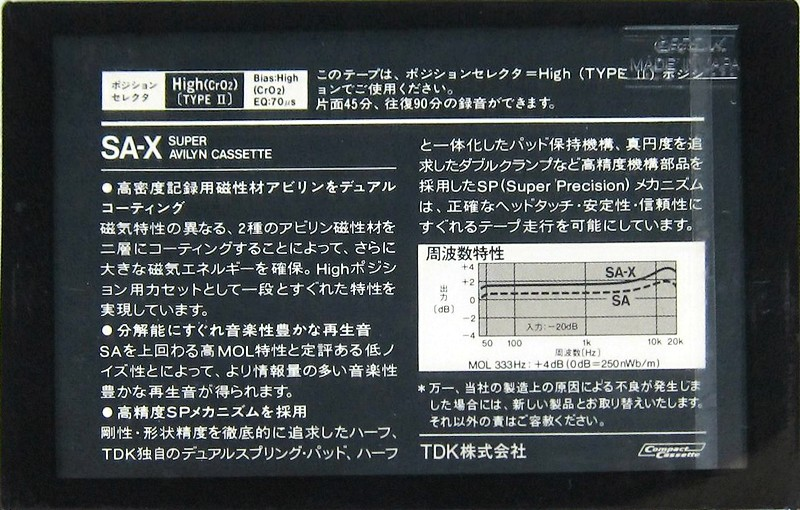 ポジション
セレクタ
High(CrO2)
〔TYPE II〕
Bias:High
(CrO2)
EQ:70μs
このテープは、ポジションセレクタ=High (TYPE II) ポジシ
ョンでご使用ください。
片面45分、往復90分の録音ができます。
MADE IN JAPA
SA-X SUPER
AVILYN CASSETTE
●高密度記録用磁性材アビリンをデュアル
コーティング
磁気特性の異なる、2種のアビリン磁性材を
二層にコーティングすることによって、さらに
大きな磁気エネルギーを確保。Highポジシ
ョン用カセットとして一段とすぐれた特性を
実現しています。
●分解能にすぐれ音楽性豊かな再生音
SAを上回わる高MOL特性と定評ある低ノ
イズ性とによって、より情報量の多い音楽性
豊かな再生音が得られます。
●高精度SPメカニズムを採用
剛性・形状精度を徹底的に追求したハーフ、
TDK独自のデュアルスプリング・パッド、ハーフ
と一体化したパッド保持機構、真円度を追
求したダブルクランプなど高精度機構部品を
採用したSP(Super Precision)メカニズム
は、正確なヘッドタッチ・安定性・信頼性に
すぐれるテープ走行を可能にしています。
周波数特性
出力
〔dB〕
+4
+2
0
−2
−4
SA-X
SA
入力:−20dB
50 100 1k 10k 20k
周波数〔Hz〕
MOL 333Hz:+4dB (0dB=250nWb/m)
*万一、当社の製造上の原因による不良が発生しま
した場合には、新しい製品とお取り替えいたします。
それ以外の責はご容赦ください。
TDK株式会社
Compact
Cassette